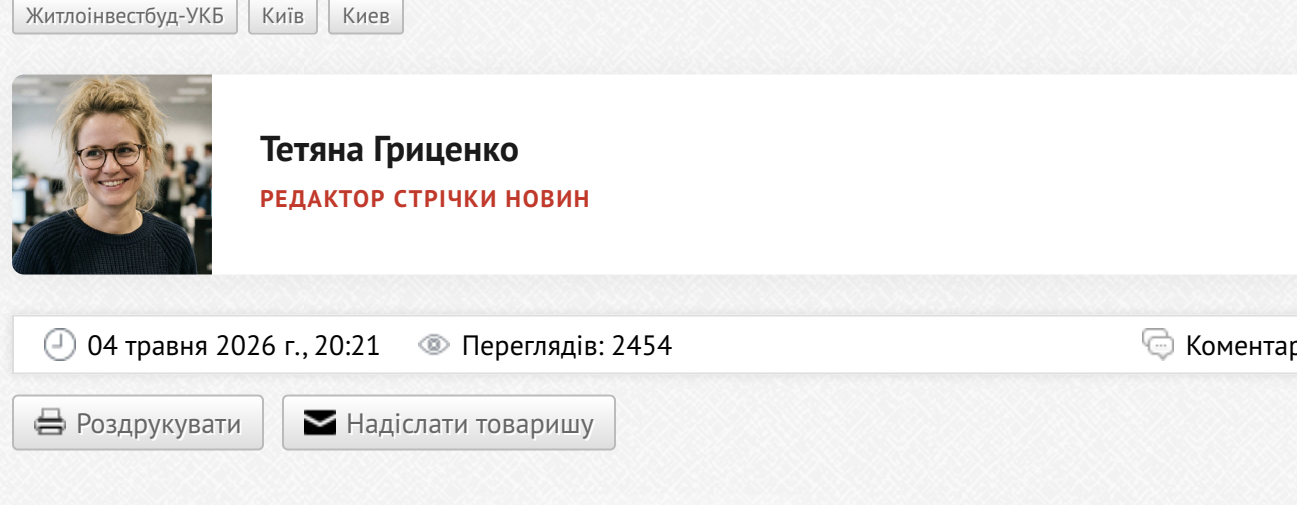 Житлоінвестбуд-УКБ Київ Киев
Тетяна Гриценко
РЕДАКТОР СТРІЧКИ НОВИН
04 травня 2026 г., 20:21 Переглядів: 2454 Коментар
Роздрукувати Надіслати товаришу